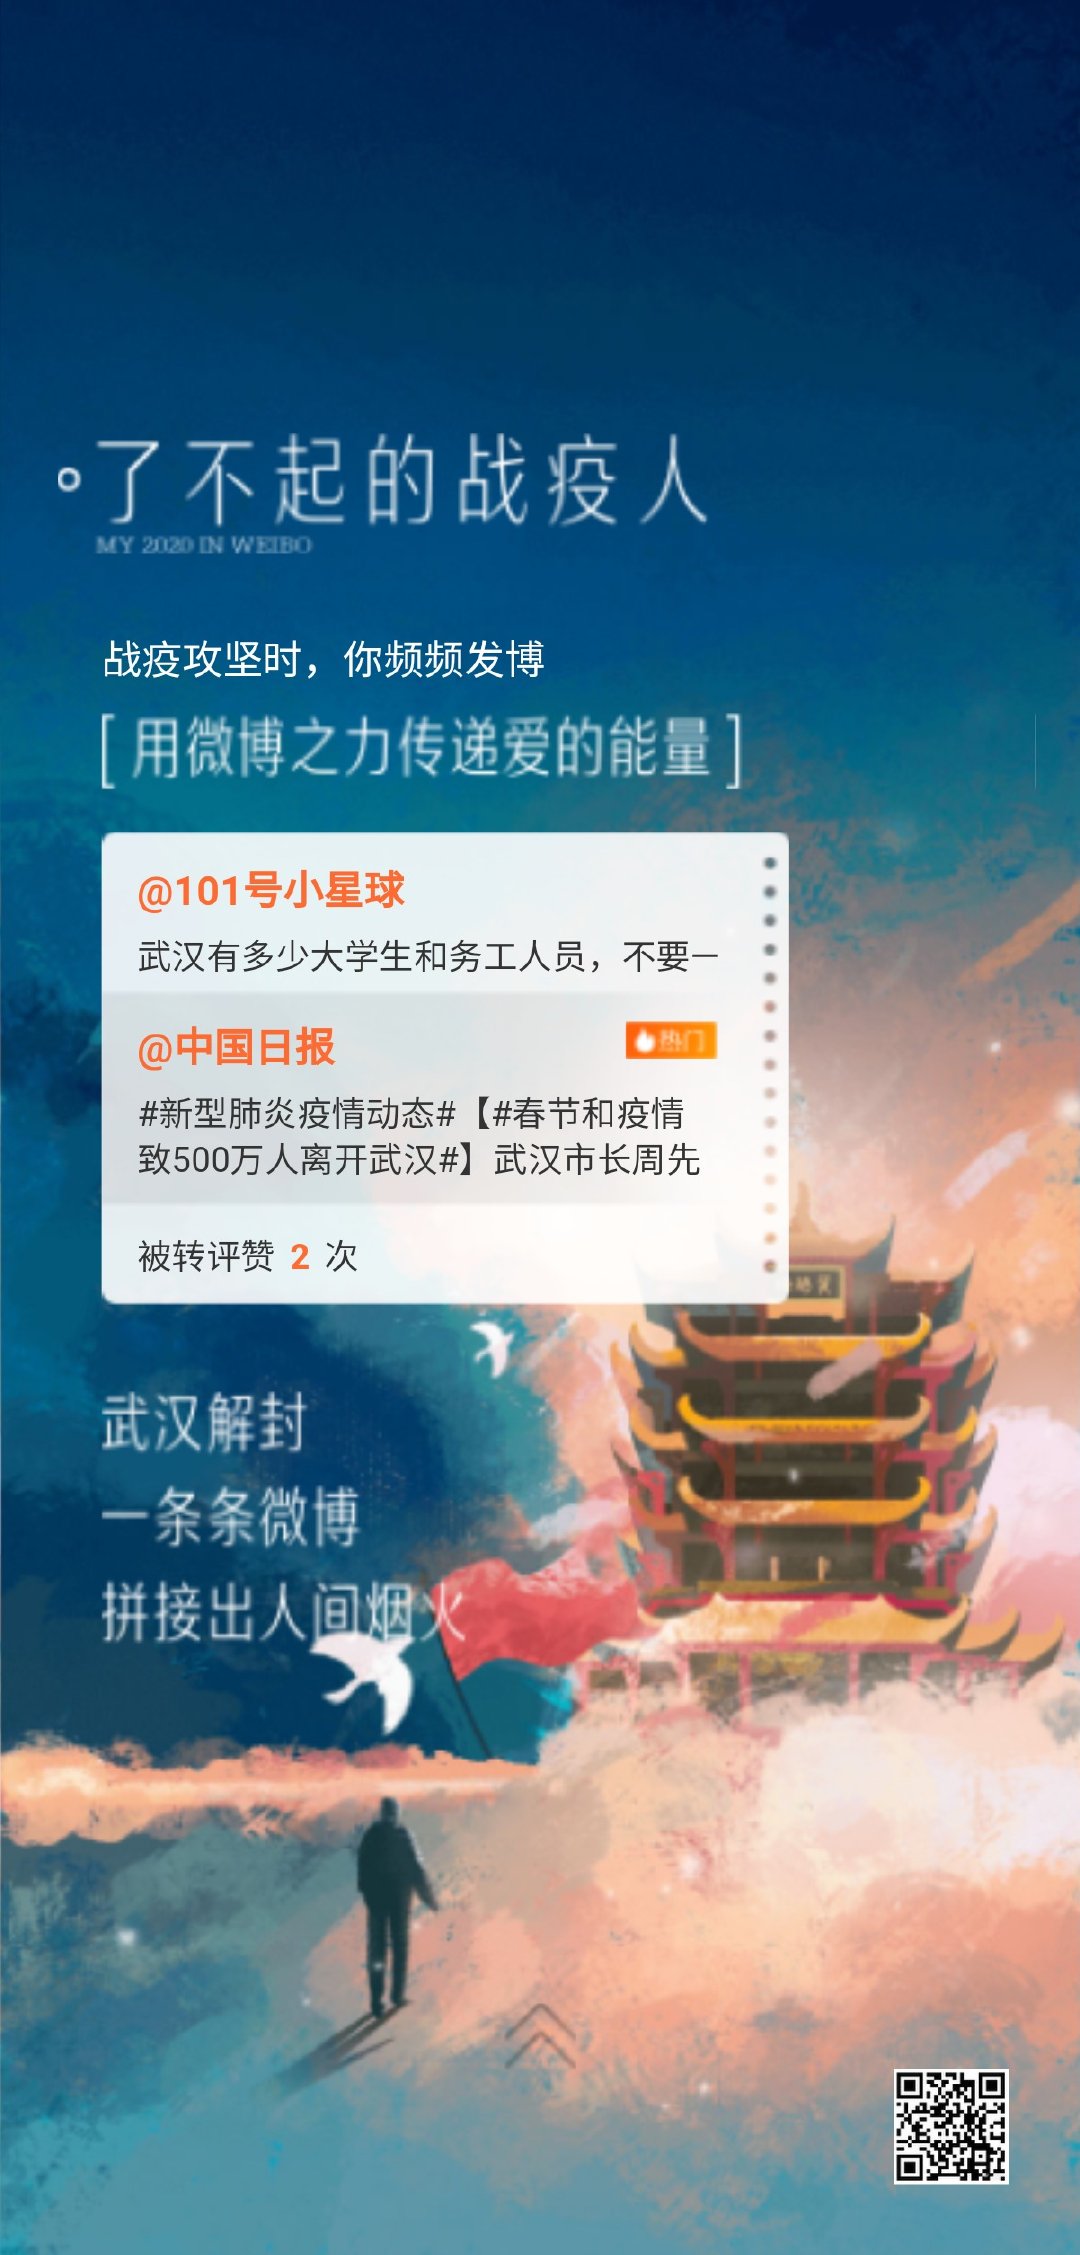 了不起的战疫人
MY 2020 IN WEIBO
战疫攻坚时，你频频发博
[ 用微博之力传递爱的能量 ]
@101号小星球
武汉有多少大学生和务工人员，不要一
@中国日报
热门
#新型肺炎疫情动态#【#春节和疫情
致500万人离开武汉#】武汉市长周先
被转评赞 2 次
武汉解封
一条条微博
拼接出人间烟火